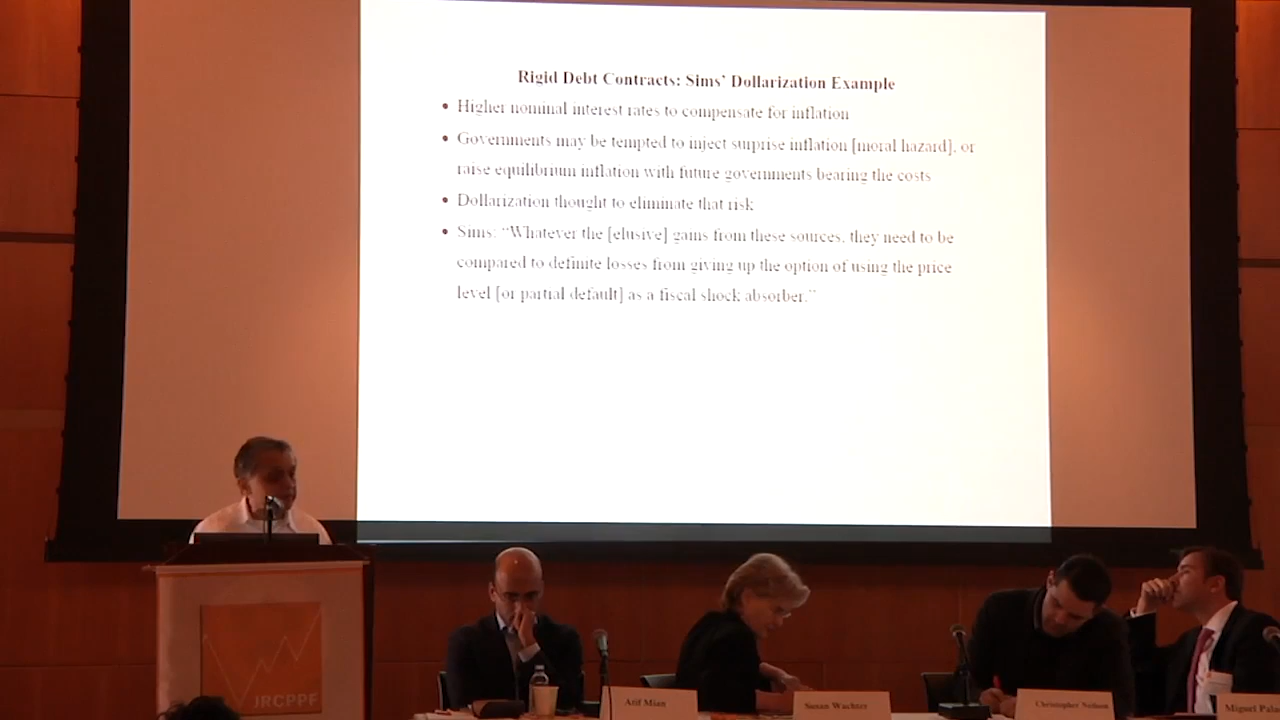 Rigid Debt Contracts: Sims' Dollarization Example
• Higher nominal interest rates to compensate for inflation
• Governments may be tempted to inject surprise inflation [moral hazard], or
raise equilibrium inflation with future governments bearing the costs
• Dollarization thought to eliminate that risk
• Sims: “Whatever the [elusive] gains from these sources, they need to be
compared to definite losses from giving up the option of using the price
level [or partial default] as a fiscal shock absorber.”
JRCPPF
Atif Mian
Susan Wachter
Christopher Neilson
Miguel